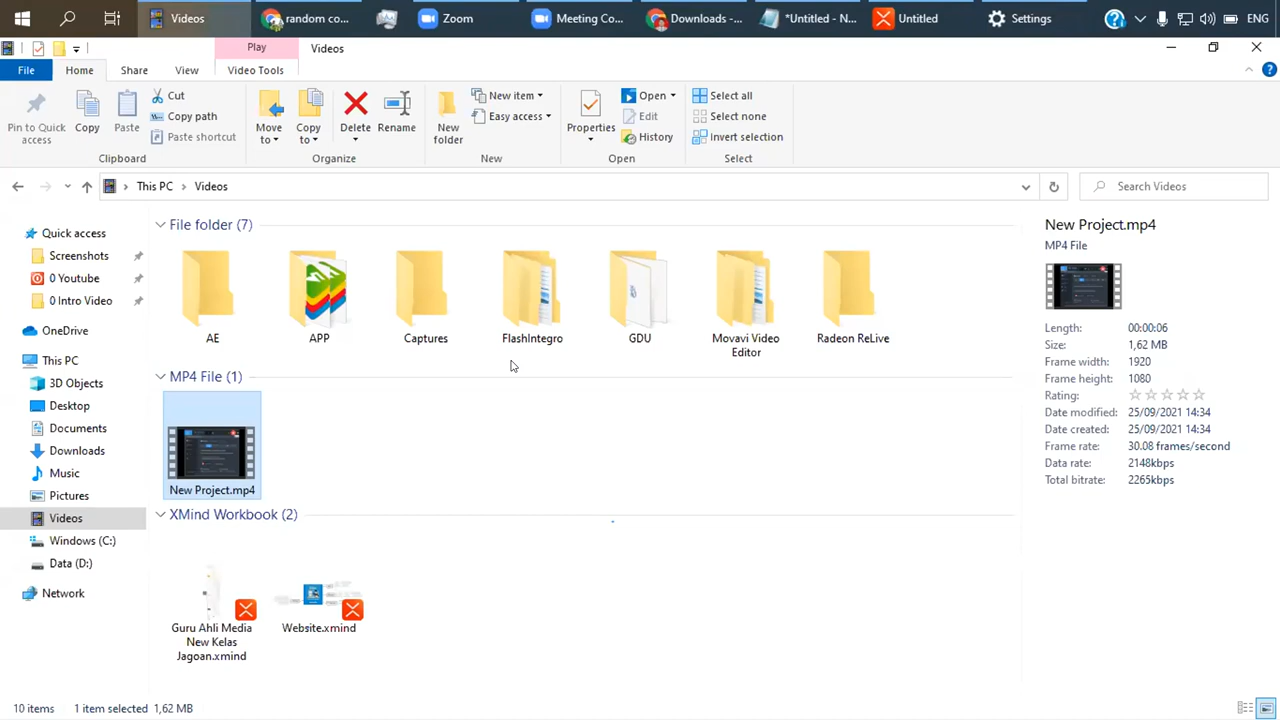 Videos
random co...
Zoom
Meeting Co...
Downloads -...
*Untitled - N...
Untitled
Settings
ENG
Play
Videos
File
Home
Share
View
Video Tools
Pin to Quick
access
Copy
Paste
Cut
Copy path
Paste shortcut
Clipboard
Move
to
Copy
to
Delete
Rename
Organize
New
folder
New item
Easy access
New
Properties
Open
Edit
History
Open
Select all
Select none
Invert selection
Select
This PC > Videos
Search Videos
Quick access
Screenshots
0 Youtube
0 Intro Video
OneDrive
This PC
3D Objects
Desktop
Documents
Downloads
Music
Pictures
Videos
Windows (C:)
Data (D:)
Network
File folder (7)
AE
APP
Captures
FlashIntegro
GDU
Movavi Video
Editor
Radeon ReLive
MP4 File (1)
New Project.mp4
XMind Workbook (2)
Guru Ahli Media
New Kelas
Jagoan.xmind
Website.xmind
New Project.mp4
MP4 File
Length: 00:00:06
Size: 1,62 MB
Frame width: 1920
Frame height: 1080
Rating:
Date modified: 25/09/2021 14:34
Date created: 25/09/2021 14:34
Frame rate: 30.08 frames/second
Data rate: 2148kbps
Total bitrate: 2265kbps
10 items 1 item selected 1,62 MB